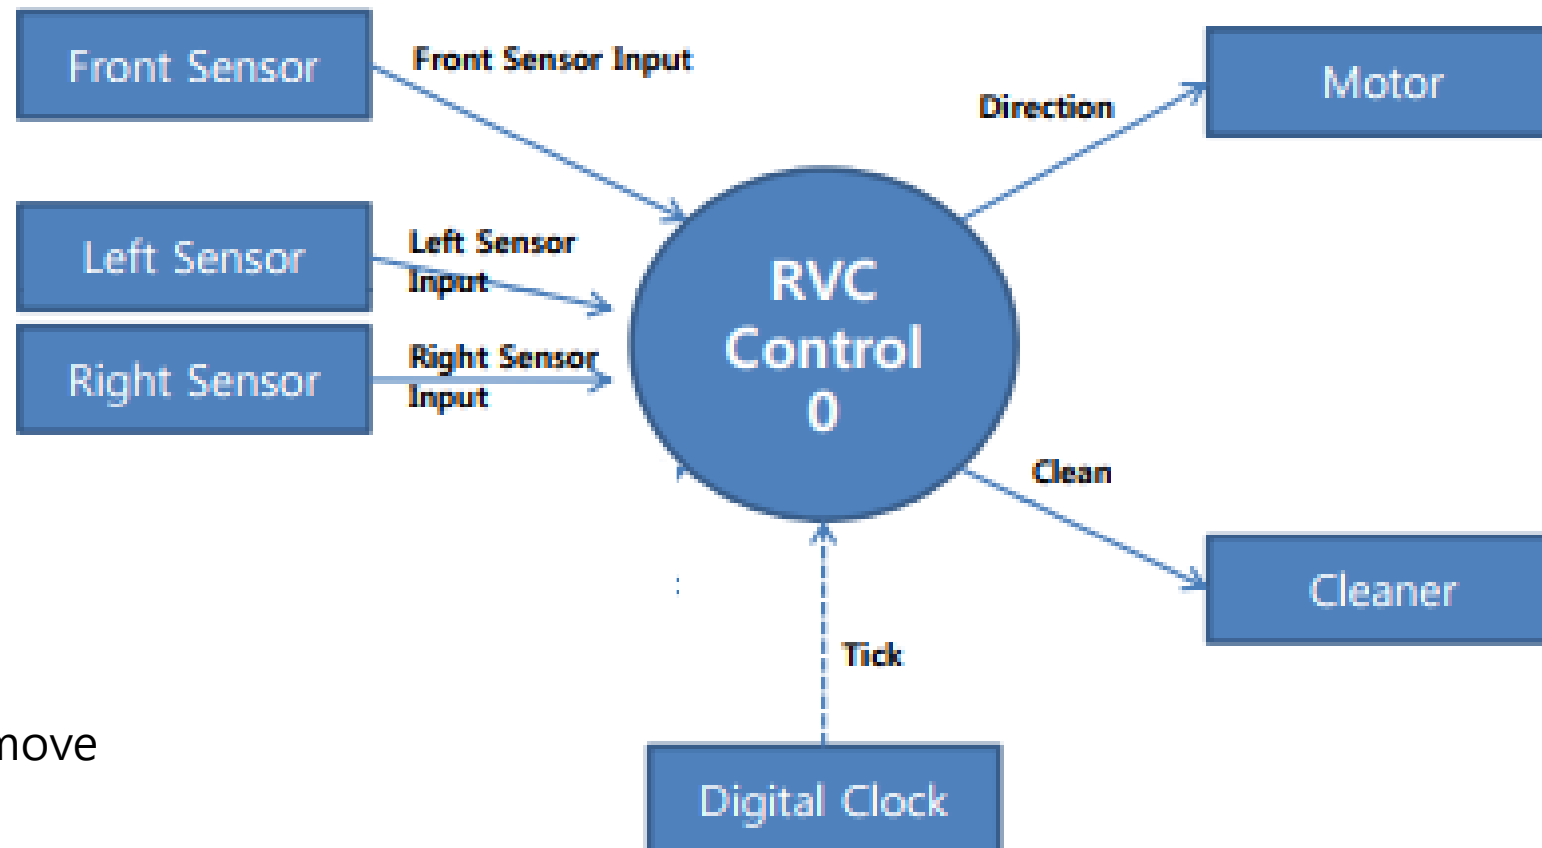 Front Sensor
Front Sensor Input
Motor
Direction
Left Sensor
Left Sensor
Input
RVC
Control
0
Right Sensor
Right Sensor
Input
Clean
Cleaner
Tick
move
Digital Clock